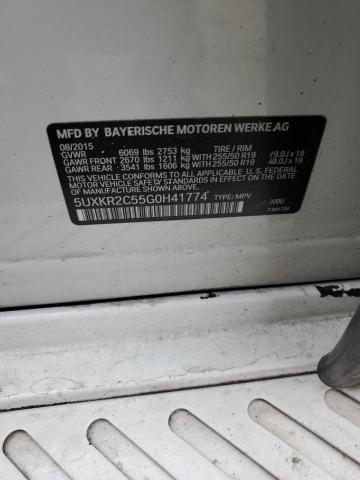 MFD BY BAYERISCHE MOTOREN WERKE AG
08/2015
GVWR 6069 lbs 2753 kg TIRE / RIM
GAWR FRONT 2670 lbs 1211 kg WITH 255/50 R19 /9.0J x 19
GAWR REAR 3541 lbs 1606 kg WITH 255/50 R19
THIS VEHICLE CONFORMS TO ALL APPLICABLE U.S. FEDERAL
MOTOR VEHICLE SAFETY STANDARDS IN EFFECT
ON THE DATE OF MANUFACTURE SHOWN ABOVE.
5UXKR2C55G0H41774 TYPE: MPV